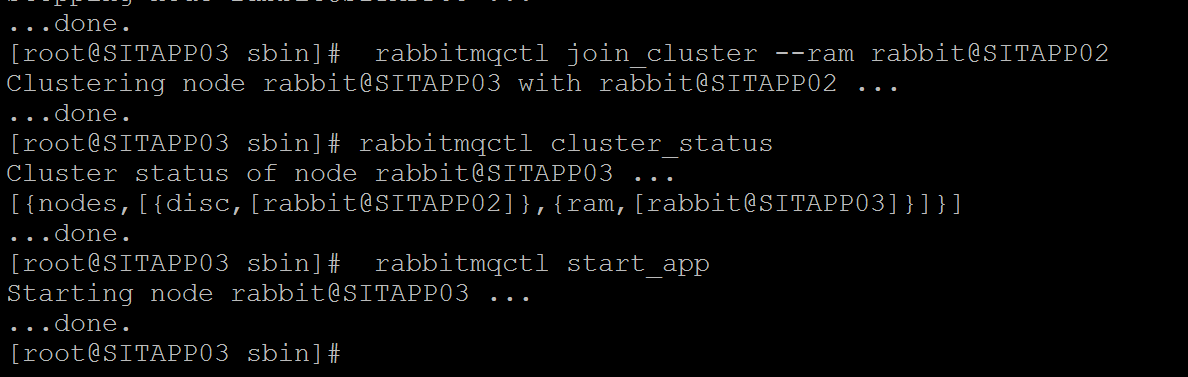 ...done.
[root@SITAPP03 sbin]#  rabbitmqctl join_cluster --ram rabbit@SITAPP02
Clustering node rabbit@SITAPP03 with rabbit@SITAPP02 ...
...done.
[root@SITAPP03 sbin]# rabbitmqctl cluster_status
Cluster status of node rabbit@SITAPP03 ...
[{nodes,[{disc,[rabbit@SITAPP02]},{ram,[rabbit@SITAPP03]}]}]
...done.
[root@SITAPP03 sbin]#  rabbitmqctl start_app
Starting node rabbit@SITAPP03 ...
...done.
[root@SITAPP03 sbin]#